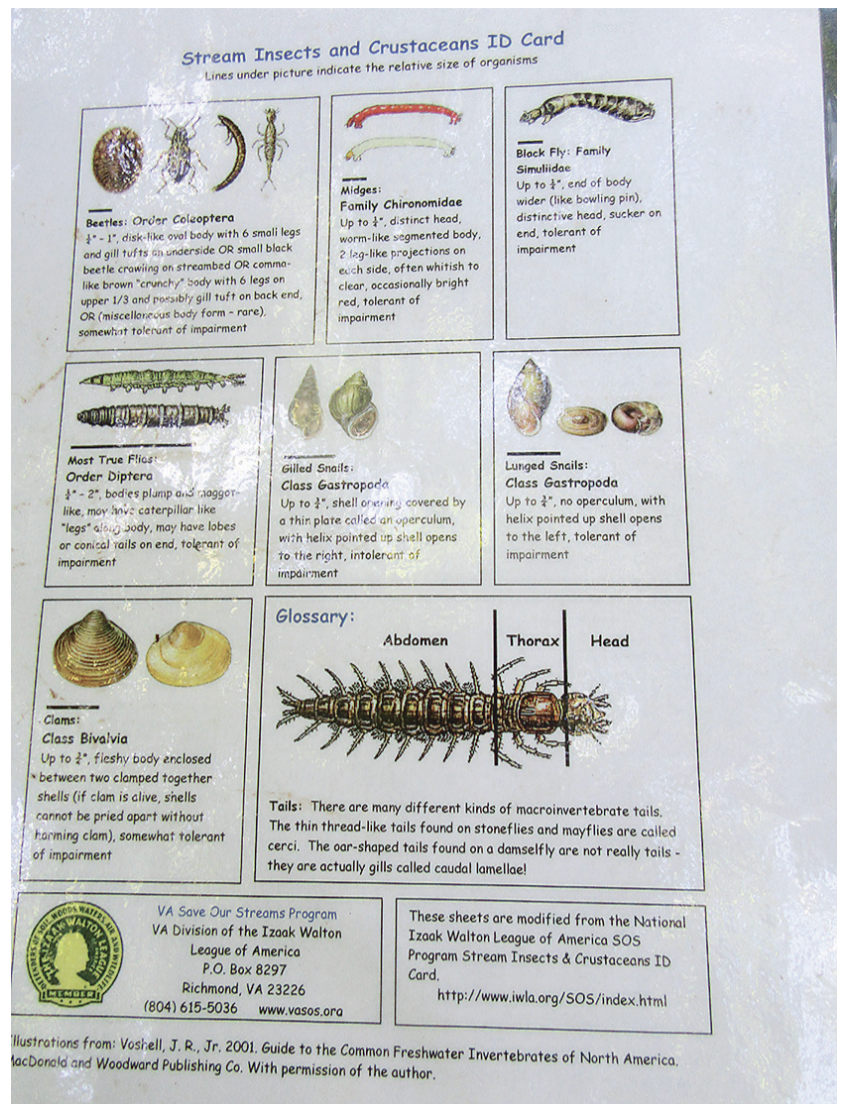 Stream Insects and Crustaceans ID Card
Lines under picture indicate the relative size of organisms
Beetles: Order Coleoptera
¼" - 1", disk-like oval body with 6 small legs
and gill tufts on underside OR small black
beetle crawling on streambed OR comma-
like brown "crunchy" body with 6 legs on
upper 1/3 and possibly gill tuft on back end,
OR (miscellaneous body form - rare),
somewhat tolerant of impairment
Midges:
Family Chironomidae
Up to ¼", distinct head,
worm-like segmented body,
2 leg-like projections on
each side, often whitish to
clear, occasionally bright
red, tolerant of
impairment
Black Fly: Family
Simuliidae
Up to ¼", end of body
wider (like bowling pin),
distinctive head, sucker on
end, tolerant of
impairment
Most True Flies:
Order Diptera
¼" - 2", bodies plump and maggot-
like, may have caterpillar like
"legs" along body, may have lobes
or conical tails on end, tolerant of
impairment
Gilled Snails:
Class Gastropoda
Up to ¾", shell opening covered by
a thin plate called an operculum,
with helix pointed up shell opens
to the right, intolerant of
impairment
Lunged Snails:
Class Gastropoda
Up to ¾", no operculum, with
helix pointed up shell opens
to the left, tolerant of
impairment
Clams:
Class Bivalvia
Up to ¾", fleshy body enclosed
between two clamped together
shells (if clam is alive, shells
cannot be pried apart without
harming clam), somewhat tolerant
of impairment
Glossary:
Abdomen Thorax Head
Tails: There are many different kinds of macroinvertebrate tails.
The thin thread-like tails found on stoneflies and mayflies are called
cerci. The oar-shaped tails found on a damselfly are not really tails -
they are actually gills called caudal lamellae!
DEFENDERS OF SOIL, WOODS, WATERS, AIR, AND WILDLIFE
THE IZAAK WALTON LEAGUE
MEMBER
VA Save Our Streams Program
VA Division of the Izaak Walton
League of America
P.O. Box 8297
Richmond, VA 23226
(804) 615-5036 www.vasos.org
These sheets are modified from the National
Izaak Walton League of America SOS
Program Stream Insects & Crustaceans ID
Card.
http://www.iwla.org/SOS/index.html
Illustrations from: Voshell, J. R., Jr. 2001. Guide to the Common Freshwater Invertebrates of North America.
MacDonald and Woodward Publishing Co. With permission of the author.